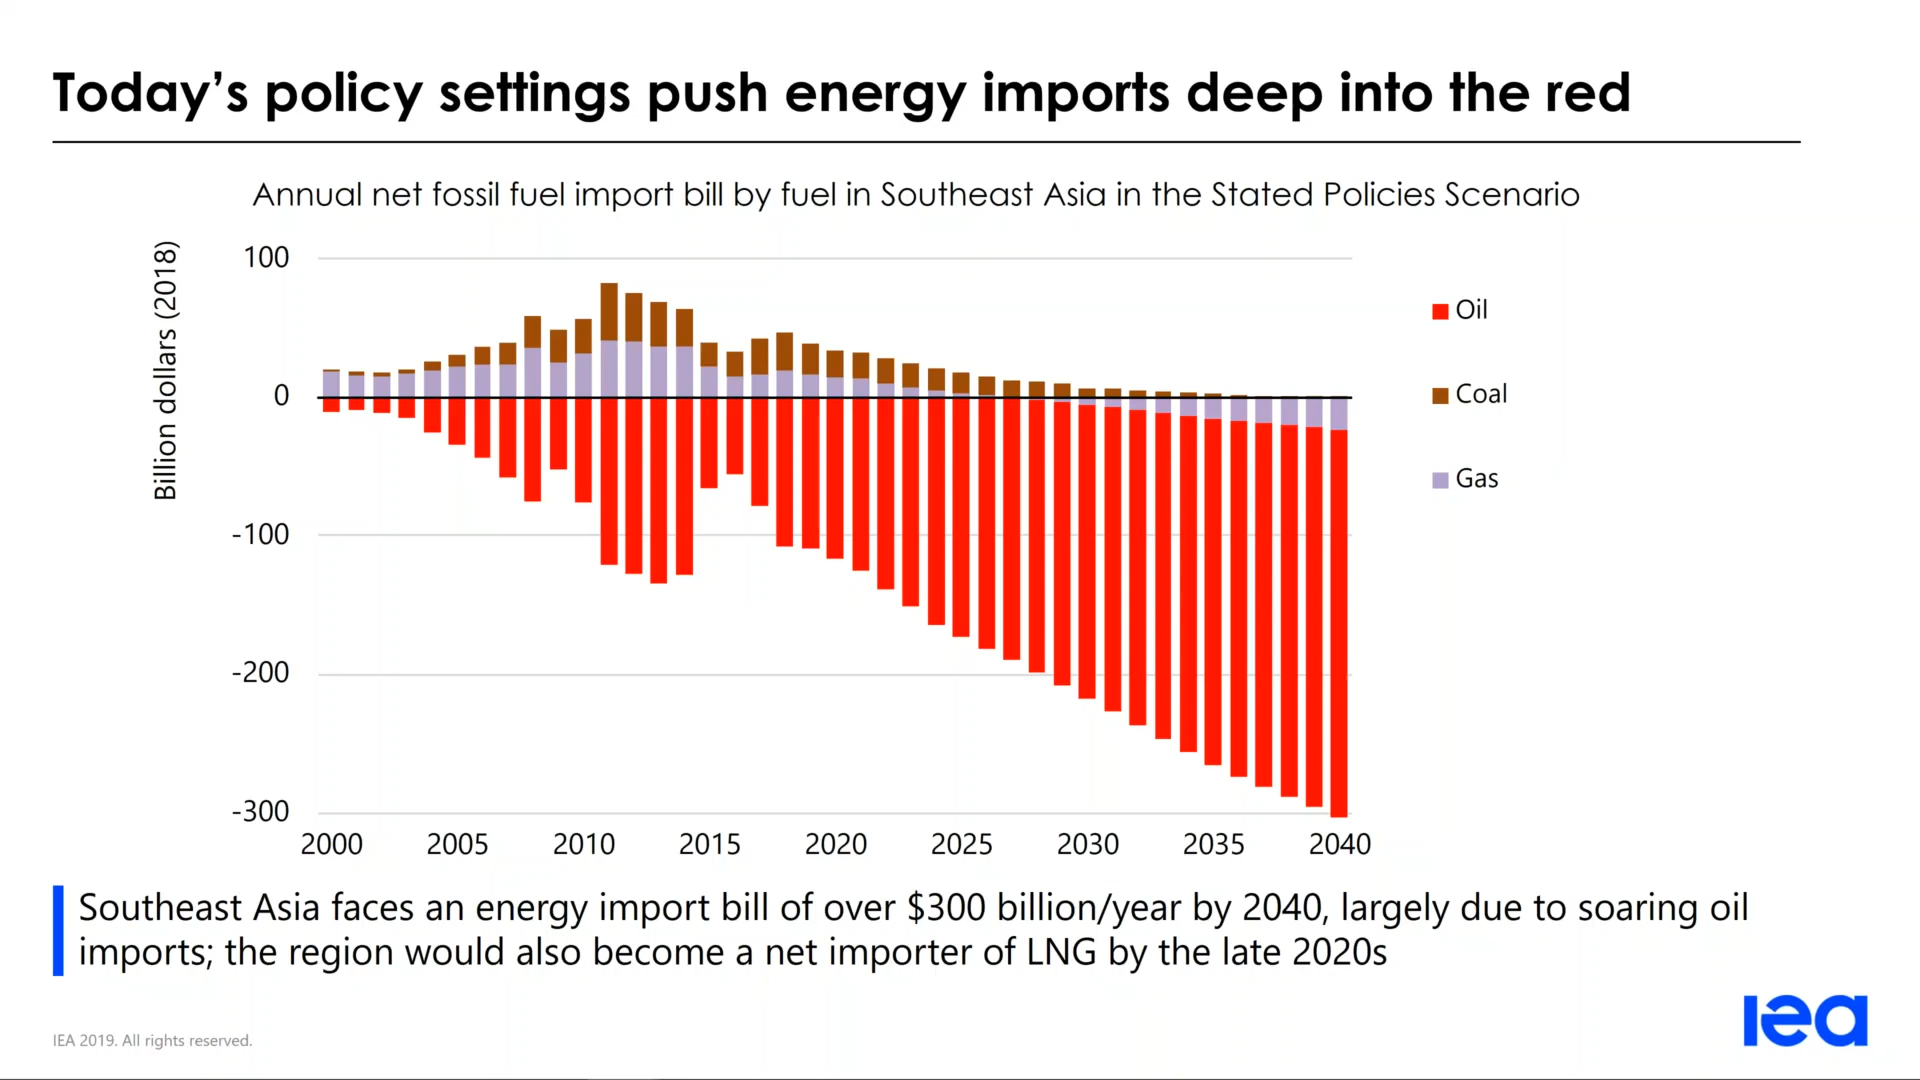 Today’s policy settings push energy imports deep into the red
Annual net fossil fuel import bill by fuel in Southeast Asia in the Stated Policies Scenario
Billion dollars (2018)
100
0
-100
-200
-300
2000 2005 2010 2015 2020 2025 2030 2035 2040
Oil
Coal
Gas
Southeast Asia faces an energy import bill of over $300 billion/year by 2040, largely due to soaring oil
imports; the region would also become a net importer of LNG by the late 2020s
IEA 2019. All rights reserved.
iea